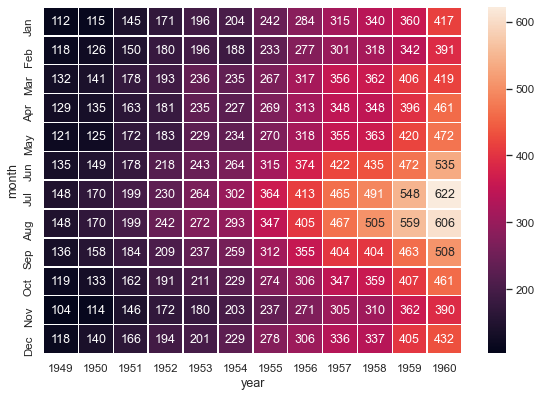 Jan 112 115 145 171 196 204 242 284 315 340 360 417
Feb 118 126 150 180 196 188 233 277 301 318 342 391
Mar 132 141 178 193 236 235 267 317 356 362 406 419
Apr 129 135 163 181 235 227 269 313 348 348 396 461
May 121 125 172 183 229 234 270 318 355 363 420 472
Jun 135 149 178 218 243 264 315 374 422 435 472 535
Jul 148 170 199 230 264 302 364 413 465 491 548 622
Aug 148 170 199 242 272 293 347 405 467 505 559 606
Sep 136 158 184 209 237 259 312 355 404 404 463 508
Oct 119 133 162 191 211 229 274 306 347 359 407 461
Nov 104 114 146 172 180 203 237 271 305 310 362 390
Dec 118 140 166 194 201 229 278 306 336 337 405 432
1949 1950 1951 1952 1953 1954 1955 1956 1957 1958 1959 1960
year
month
600
500
400
300
200